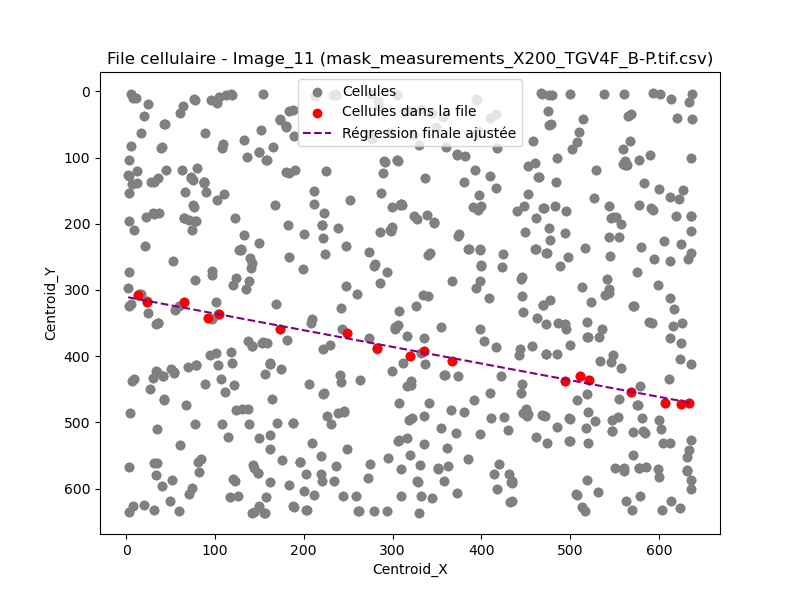 File cellulaire - Image_11 (mask_measurements_X200_TGV4F_B-P.tif.csv)
Cellules
Cellules dans la file
Régression finale ajustée
Centroid_Y
0
100
200
300
400
500
600
0 100 200 300 400 500 600
Centroid_X